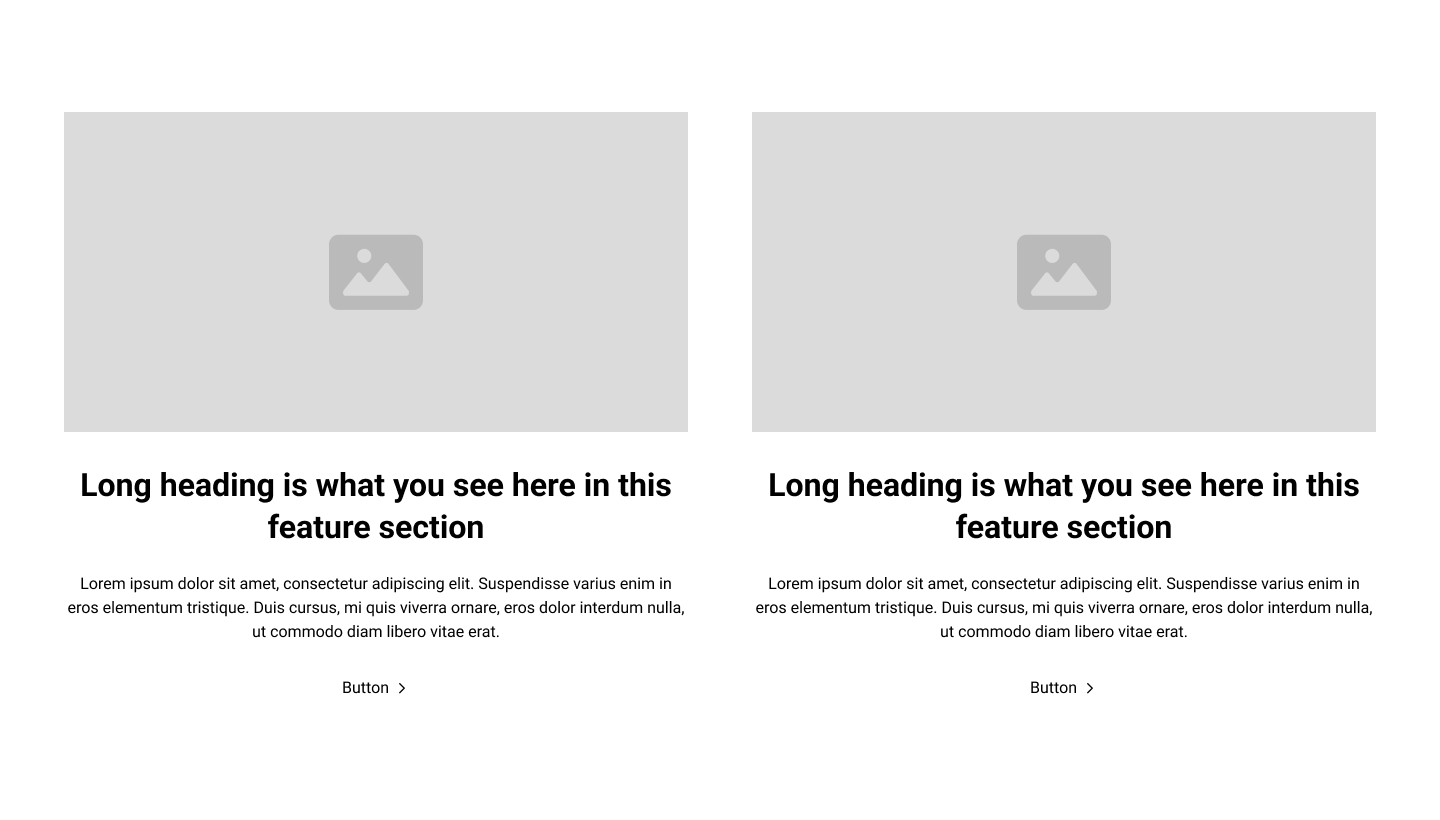 Long heading is what you see here in this
feature section
Lorem ipsum dolor sit amet, consectetur adipiscing elit. Suspendisse varius enim in
eros elementum tristique. Duis cursus, mi quis viverra ornare, eros dolor interdum nulla,
ut commodo diam libero vitae erat.
Button
Long heading is what you see here in this
feature section
Lorem ipsum dolor sit amet, consectetur adipiscing elit. Suspendisse varius enim in
eros elementum tristique. Duis cursus, mi quis viverra ornare, eros dolor interdum nulla,
ut commodo diam libero vitae erat.
Button